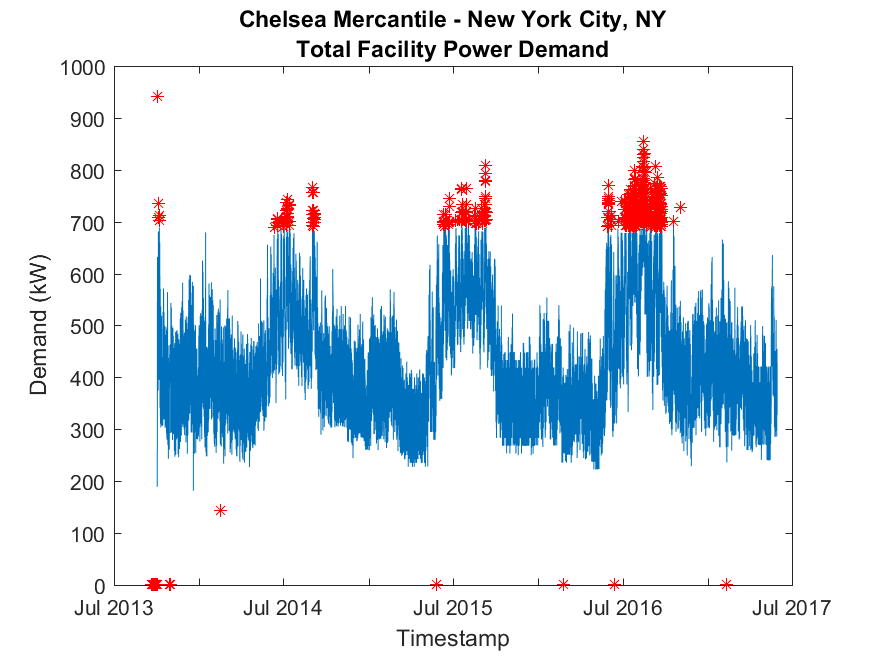 Chelsea Mercantile - New York City, NY
Total Facility Power Demand
1000
900
800
700
600
500
400
300
200
100
0
Demand (kW)
Jul 2013 Jul 2014 Jul 2015 Jul 2016 Jul 2017
Timestamp